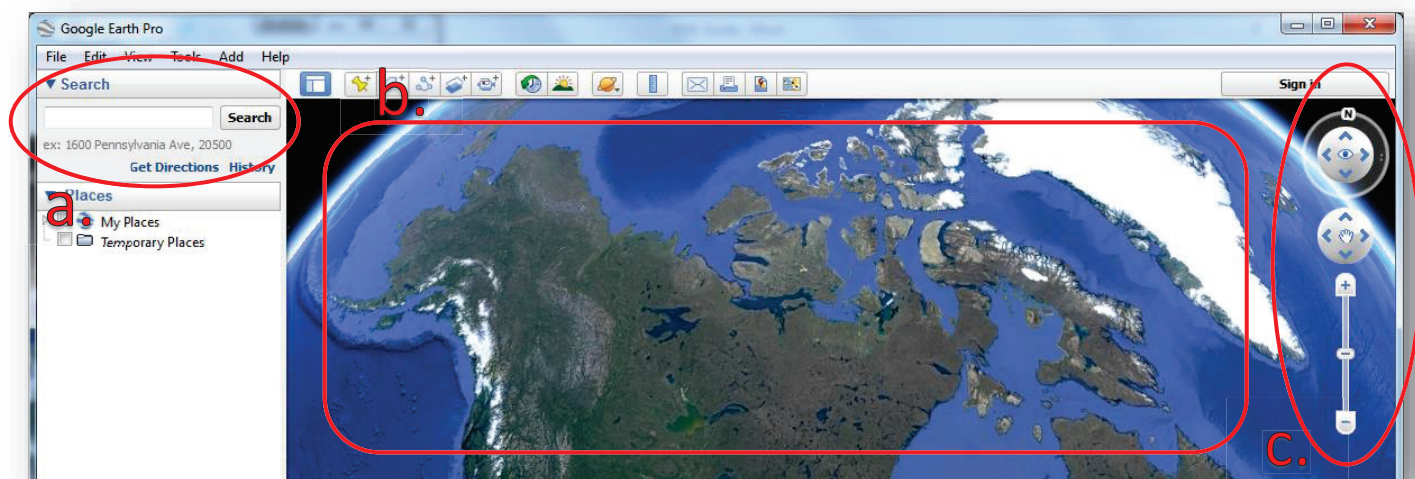 Google Earth Pro
File Edit View Tools Add Help
Search
Search
ex: 1600 Pennsylvania Ave, 20500
Get Directions History
Places
My Places
Temporary Places
a.
b.
Sign in
N
c.